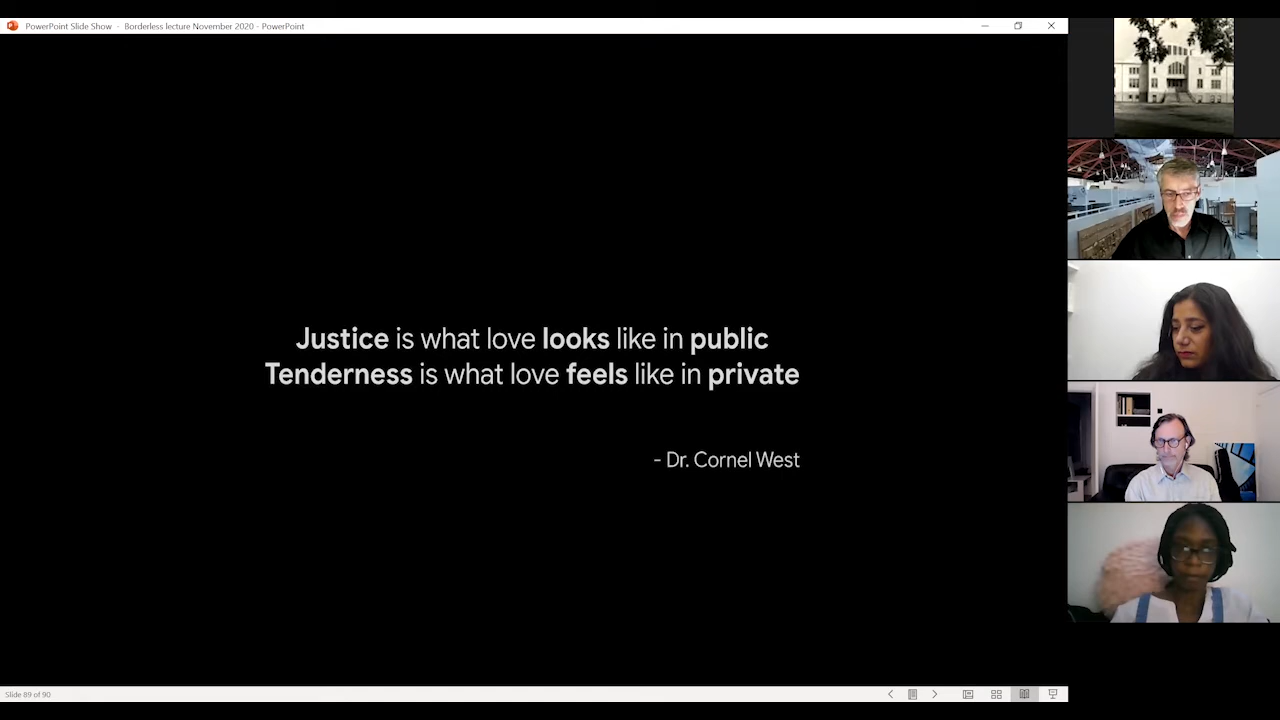 PowerPoint Slide Show - Borderless lecture November 2020 - PowerPoint
Justice is what love looks like in public
Tenderness is what love feels like in private
- Dr. Cornel West
Slide 89 of 90